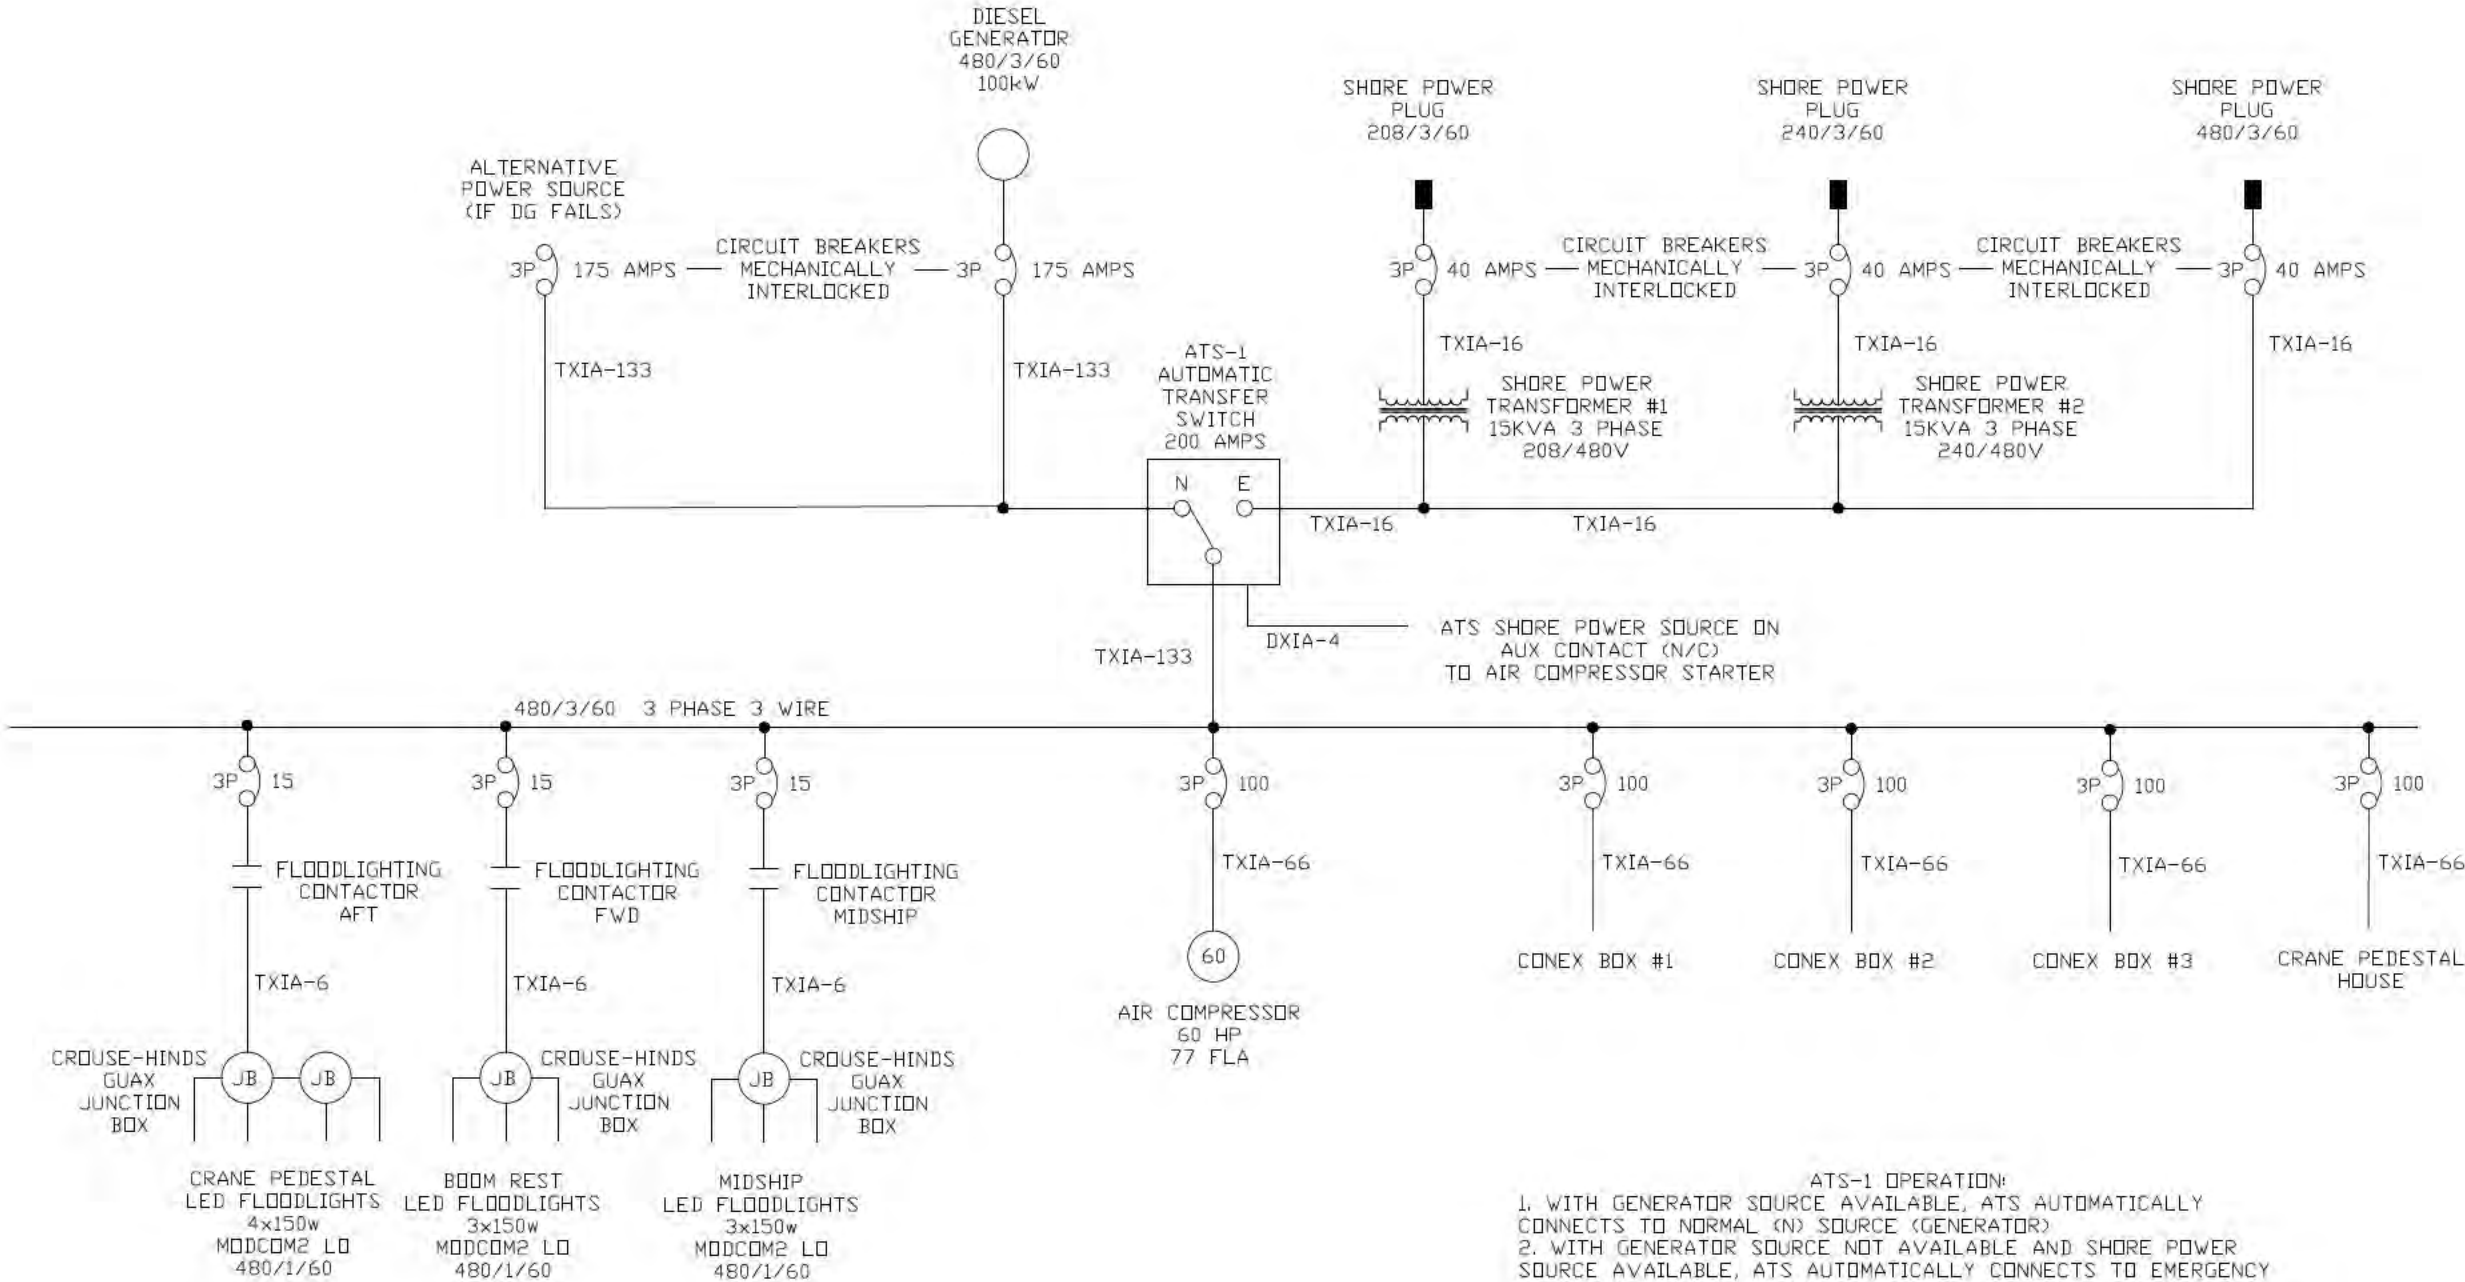 DIESEL
GENERATOR
480/3/60
100kW
ALTERNATIVE
POWER SOURCE
(IF DG FAILS)
3P
175 AMPS
CIRCUIT BREAKERS
MECHANICALLY
INTERLOCKED
3P
175 AMPS
TXIA-133
TXIA-133
SHORE POWER
PLUG
208/3/60
SHORE POWER
PLUG
240/3/60
SHORE POWER
PLUG
480/3/60
3P
40 AMPS
CIRCUIT BREAKERS
MECHANICALLY
INTERLOCKED
3P
40 AMPS
CIRCUIT BREAKERS
MECHANICALLY
INTERLOCKED
3P
40 AMPS
TXIA-16
TXIA-16
TXIA-16
SHORE POWER
TRANSFORMER #1
15KVA 3 PHASE
208/480V
SHORE POWER
TRANSFORMER #2
15KVA 3 PHASE
240/480V
ATS-1
AUTOMATIC
TRANSFER
SWITCH
200 AMPS
N
E
TXIA-16
TXIA-16
TXIA-133
DXIA-4
ATS SHORE POWER SOURCE ON
AUX CONTACT (N/C)
TO AIR COMPRESSOR STARTER
480/3/60 3 PHASE 3 WIRE
3P
15
3P
15
3P
15
3P
100
3P
100
3P
100
3P
100
3P
100
FLOODLIGHTING
CONTACTOR
AFT
FLOODLIGHTING
CONTACTOR
FWD
FLOODLIGHTING
CONTACTOR
MIDSHIP
TXIA-66
TXIA-66
TXIA-66
TXIA-66
TXIA-66
TXIA-6
TXIA-6
TXIA-6
60
AIR COMPRESSOR
60 HP
77 FLA
CONEX BOX #1
CONEX BOX #2
CONEX BOX #3
CRANE PEDESTAL
HOUSE
CROUSE-HINDS
GUAX
JUNCTION
BOX
JB
JB
JB
CROUSE-HINDS
GUAX
JUNCTION
BOX
JB
CROUSE-HINDS
GUAX
JUNCTION
BOX
CRANE PEDESTAL
LED FLOODLIGHTS
4x150w
MODCOM2 LO
480/1/60
BOOM REST
LED FLOODLIGHTS
3x150w
MODCOM2 LO
480/1/60
MIDSHIP
LED FLOODLIGHTS
3x150w
MODCOM2 LO
480/1/60
ATS-1 OPERATION:
1. WITH GENERATOR SOURCE AVAILABLE, ATS AUTOMATICALLY
CONNECTS TO NORMAL (N) SOURCE (GENERATOR)
2. WITH GENERATOR SOURCE NOT AVAILABLE AND SHORE POWER
SOURCE AVAILABLE, ATS AUTOMATICALLY CONNECTS TO EMERGENCY